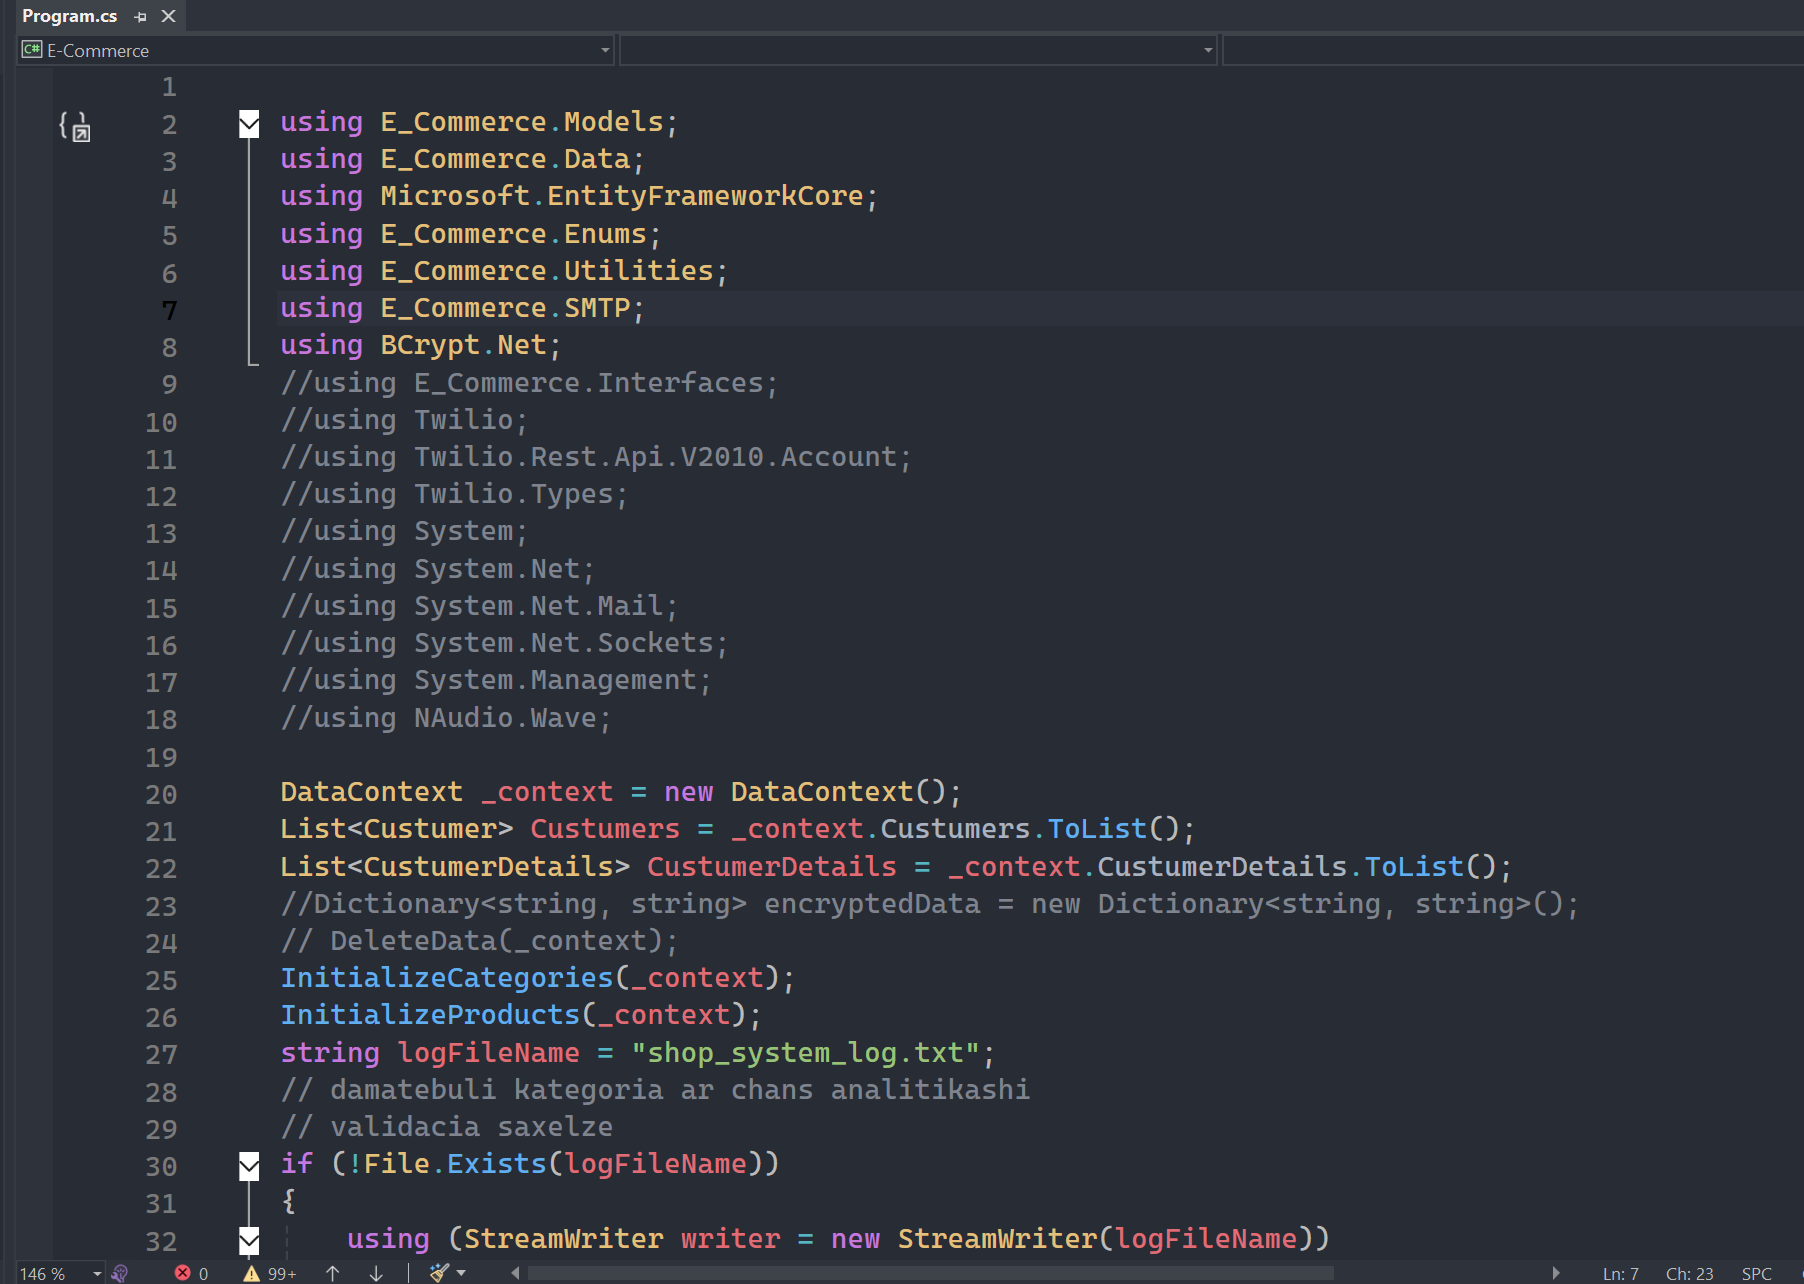 Program.cs
C# E-Commerce
1
2 using E_Commerce.Models;
3 using E_Commerce.Data;
4 using Microsoft.EntityFrameworkCore;
5 using E_Commerce.Enums;
6 using E_Commerce.Utilities;
7 using E_Commerce.SMTP;
8 using BCrypt.Net;
9 //using E_Commerce.Interfaces;
10 //using Twilio;
11 //using Twilio.Rest.Api.V2010.Account;
12 //using Twilio.Types;
13 //using System;
14 //using System.Net;
15 //using System.Net.Mail;
16 //using System.Net.Sockets;
17 //using System.Management;
18 //using NAudio.Wave;
19
20 DataContext _context = new DataContext();
21 List<Custumer> Custumers = _context.Custumers.ToList();
22 List<CustumerDetails> CustumerDetails = _context.CustumerDetails.ToList();
23 //Dictionary<string, string> encryptedData = new Dictionary<string, string>();
24 // DeleteData(_context);
25 InitializeCategories(_context);
26 InitializeProducts(_context);
27 string logFileName = "shop_system_log.txt";
28 // damatebuli kategoria ar chans analitikashi
29 // validacia saxelze
30 if (!File.Exists(logFileName))
31 {
32 using (StreamWriter writer = new StreamWriter(logFileName))
146 % 0 99+ Ln: 7 Ch: 23 SPC